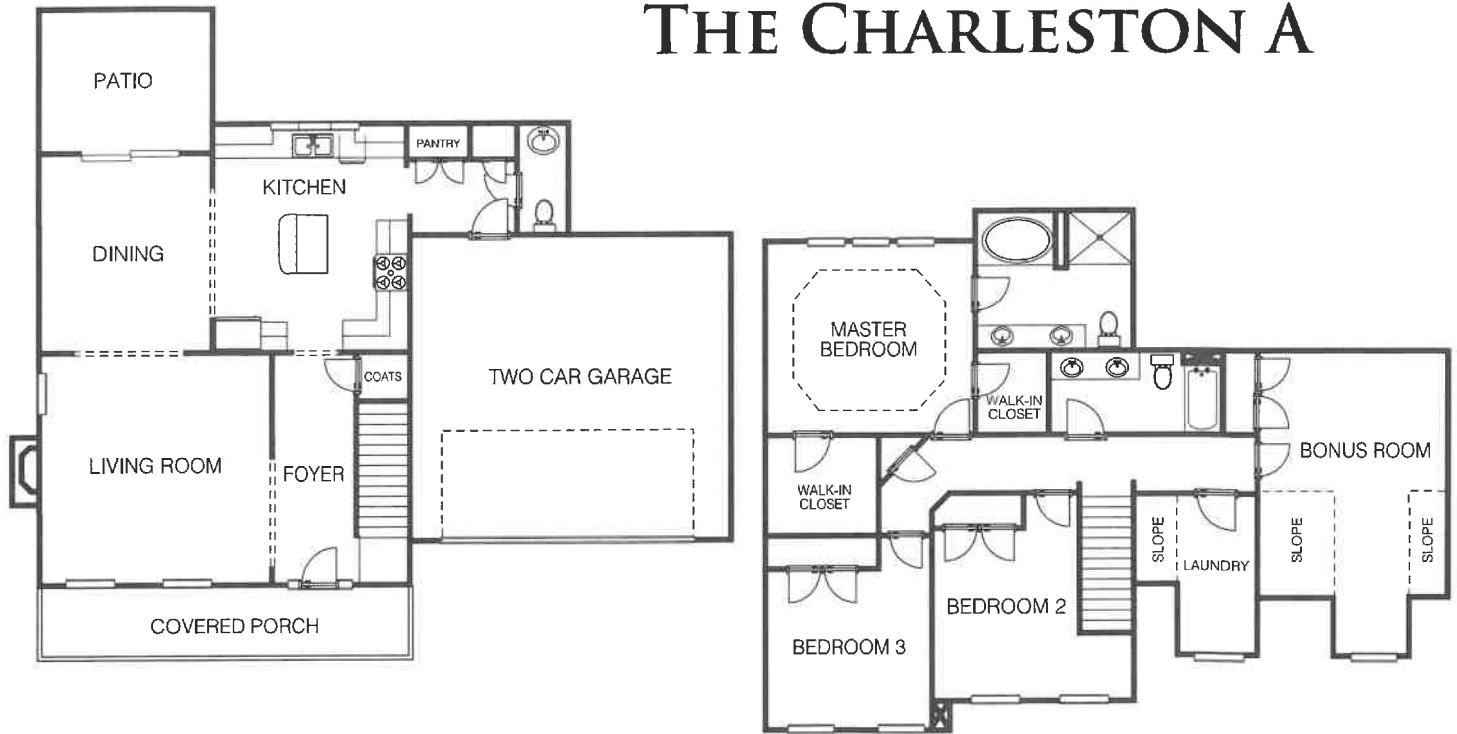 THE CHARLESTON A
PATIO
PANTRY
KITCHEN
DINING
COATS
TWO CAR GARAGE
LIVING ROOM
FOYER
COVERED PORCH
MASTER
BEDROOM
WALK-IN
CLOSET
BONUS ROOM
WALK-IN
CLOSET
SLOPE
LAUNDRY
SLOPE
SLOPE
BEDROOM 2
BEDROOM 3